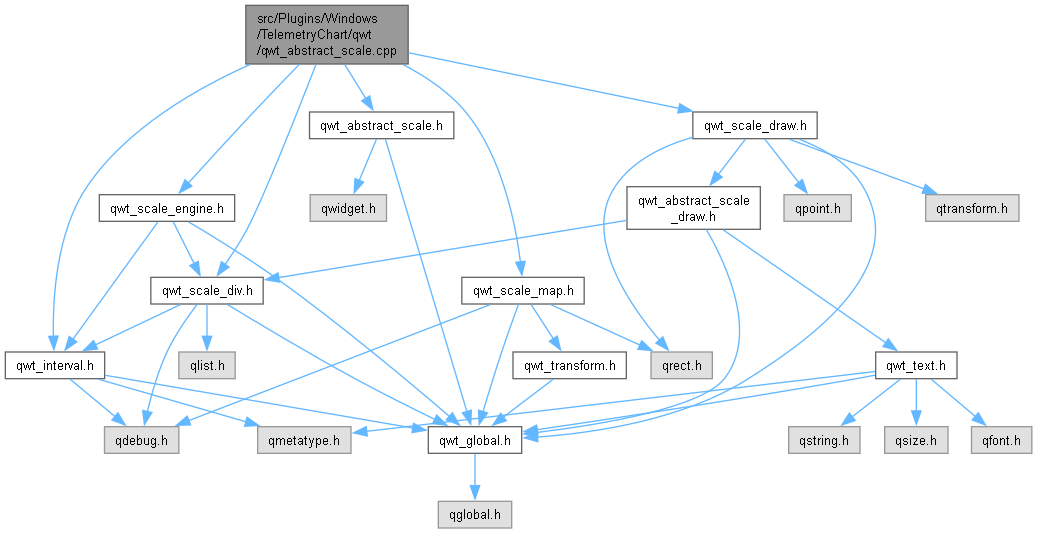 src/Plugins/Windows
/TelemetryChart/qwt
/qwt_abstract_scale.cpp
qwt_abstract_scale.h
qwt_scale_draw.h
qwt_scale_engine.h
qwidget.h
qwt_abstract_scale
_draw.h
qpoint.h
qtransform.h
qwt_scale_div.h
qwt_scale_map.h
qwt_interval.h
qlist.h
qwt_transform.h
qrect.h
qwt_text.h
qdebug.h
qmetatype.h
qwt_global.h
qstring.h
qsize.h
qfont.h
qglobal.h